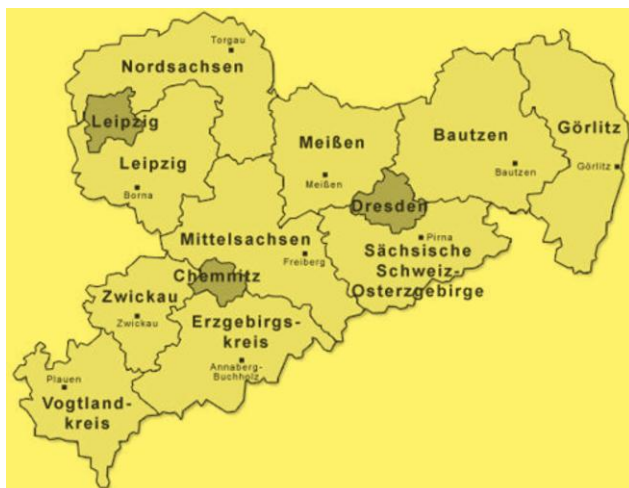 Torgau
Nordsachsen
Leipzig
Leipzig
Borna
Meißen
Meißen
Bautzen
Bautzen
Görlitz
Görlitz
Dresden
Pirna
Sächsische
Schweiz-
Osterzgebirge
Mittelsachsen
Freiberg
Chemnitz
Zwickau
Zwickau
Erzgebirgs-
kreis
Annaberg-
Buchholz
Plauen
Vogtland-
kreis